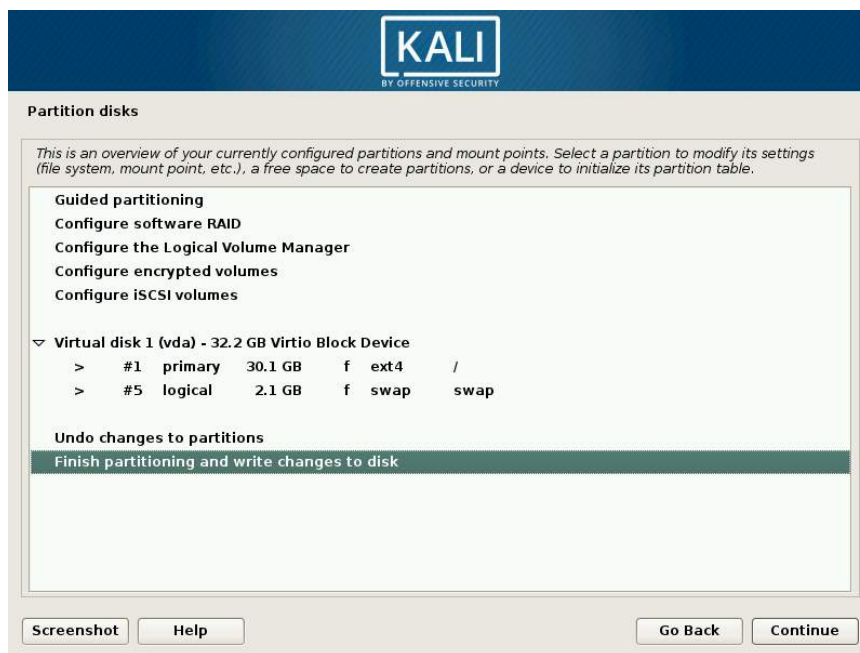 KALI
BY OFFENSIVE SECURITY
Partition disks
This is an overview of your currently configured partitions and mount points. Select a partition to modify its settings
(file system, mount point, etc.), a free space to create partitions, or a device to initialize its partition table.
Guided partitioning
Configure software RAID
Configure the Logical Volume Manager
Configure encrypted volumes
Configure iSCSI volumes
Virtual disk 1 (vda) - 32.2 GB Virtio Block Device
> #1 primary 30.1 GB f ext4 /
> #5 logical 2.1 GB f swap swap
Undo changes to partitions
Finish partitioning and write changes to disk
Screenshot Help Go Back Continue